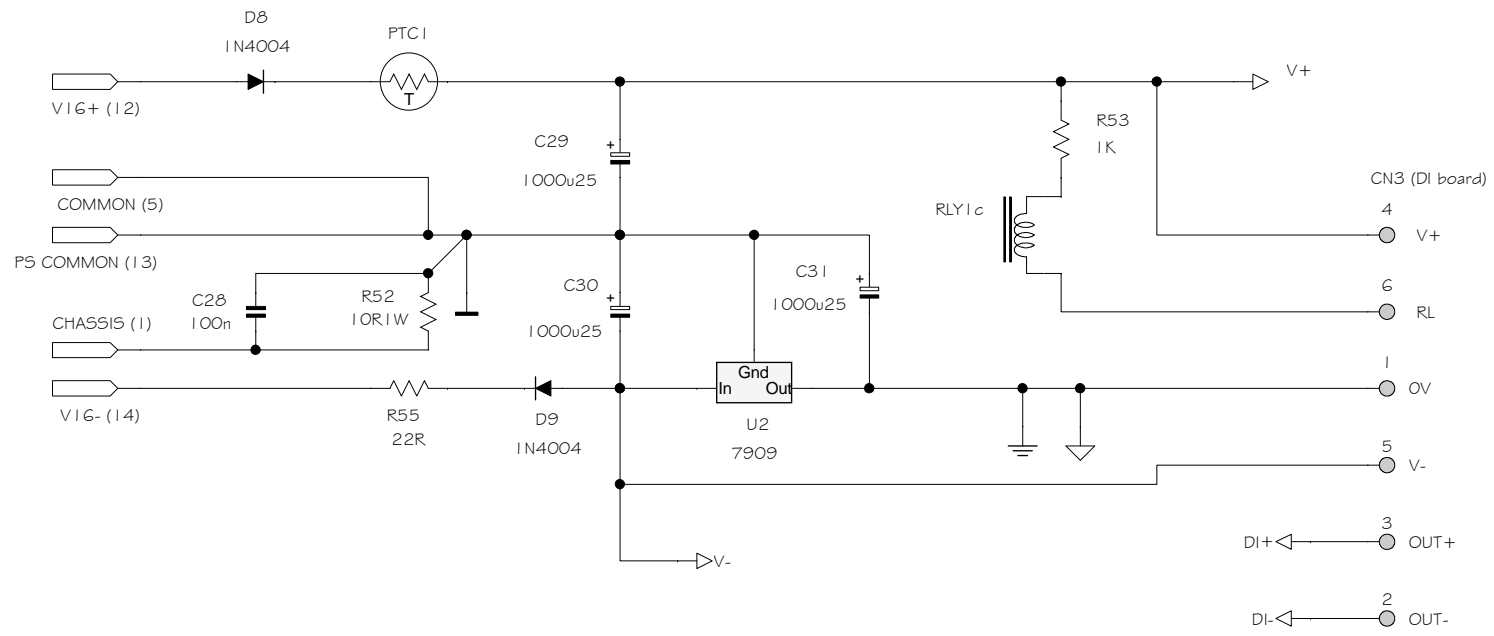 D8
1N4004
PTC1
T
V16+ (12)
V+
C29
+
1000u25
R53
1K
COMMON (5)
RLY1c
CN3 (DI board)
4
V+
PS COMMON (13)
C28
100n
R52
10R1W
C30
+
1000u25
C31
+
1000u25
6
RL
CHASSIS (1)
Gnd
In
Out
1
0V
V16- (14)
R55
22R
D9
1N4004
U2
7909
5
V-
V-
DI+
3
OUT+
DI-
2
OUT-